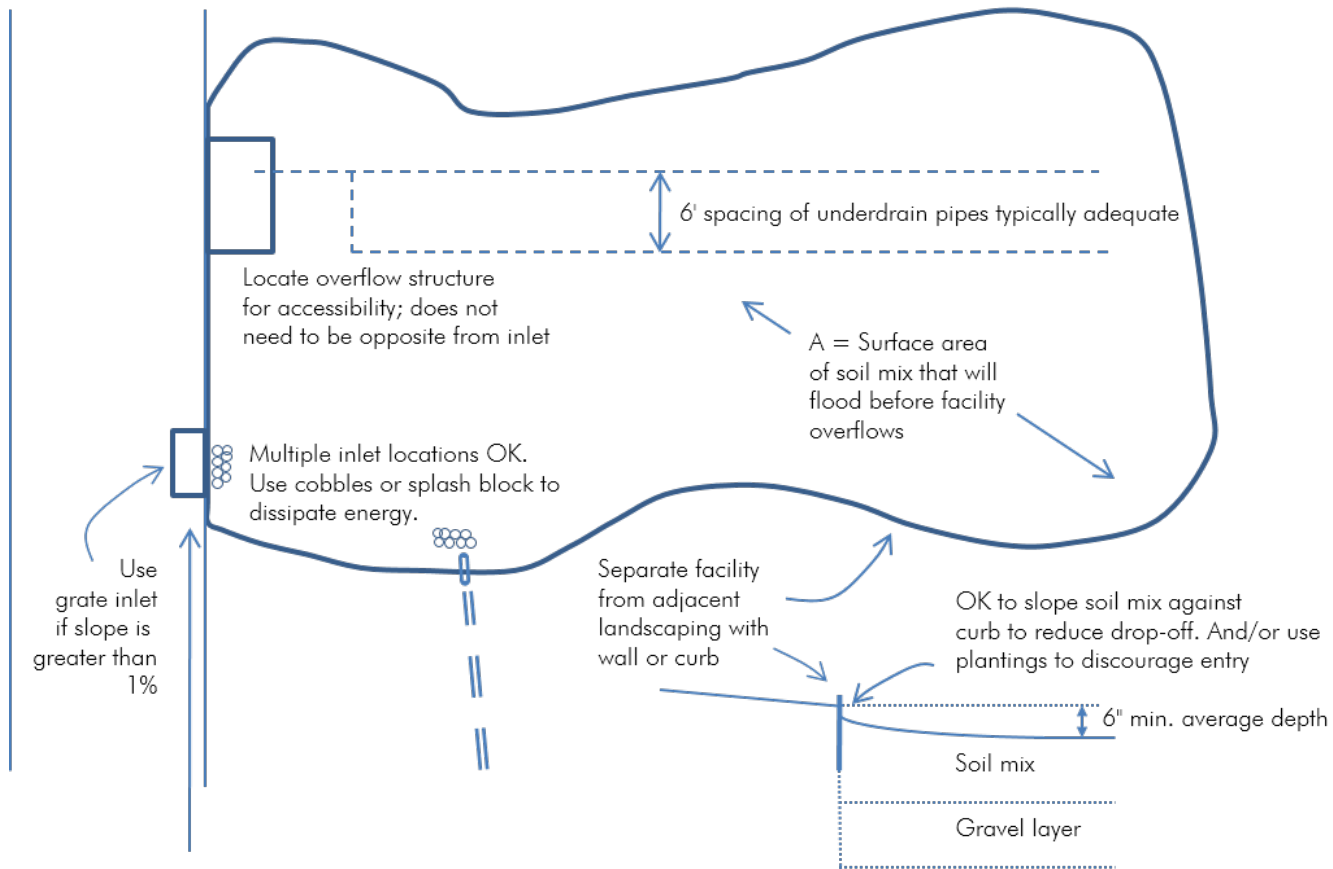 6' spacing of underdrain pipes typically adequate
Locate overflow structure
for accessibility; does not
need to be opposite from inlet
A = Surface area
of soil mix that will
flood before facility
overflows
Multiple inlet locations OK.
Use cobbles or splash block to
dissipate energy.
Use
grate inlet
if slope is
greater than
1%
Separate facility
from adjacent
landscaping with
wall or curb
OK to slope soil mix against
curb to reduce drop-off. And/or use
plantings to discourage entry
6" min. average depth
Soil mix
Gravel layer